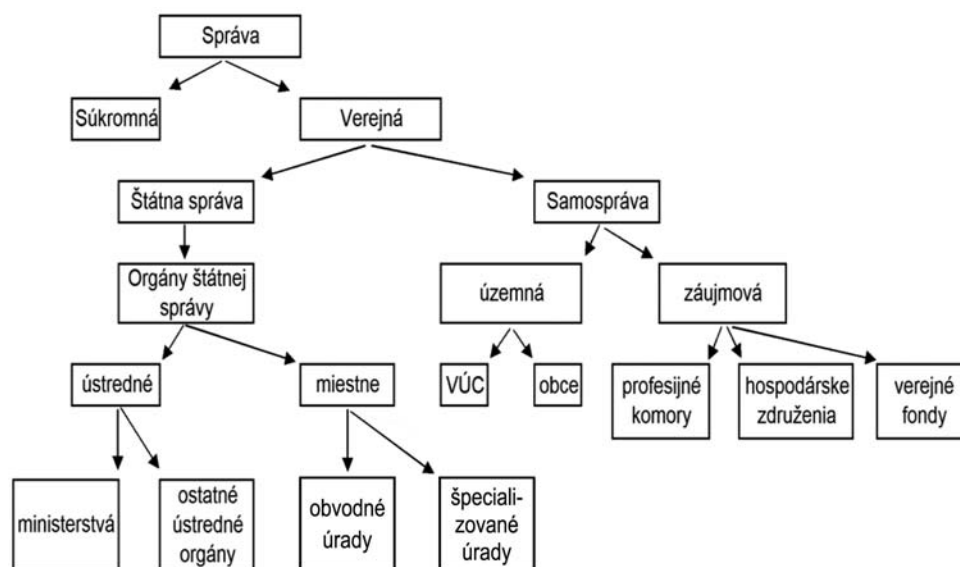 Správa
Súkromná
Verejná
Štátna správa
Samospráva
Orgány štátnej
správy
územná
záujmová
ústredné
miestne
VÚC
obce
profesijné
komory
hospodárske
združenia
verejné
fondy
ministerstvá
ostatné
ústredné
orgány
obvodné
úrady
špeciali-
zované
úrady